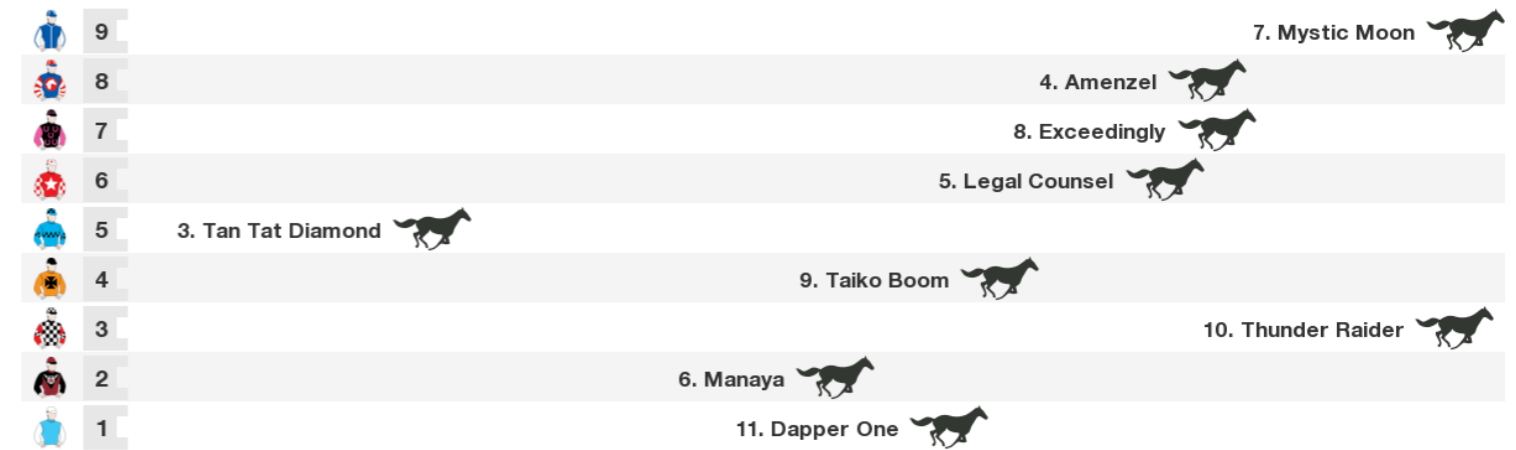 9 7. Mystic Moon
8 4. Amenzel
7 8. Exceedingly
6 5. Legal Counsel
5 3. Tan Tat Diamond
4 9. Taiko Boom
3 10. Thunder Raider
2 6. Manaya
1 11. Dapper One